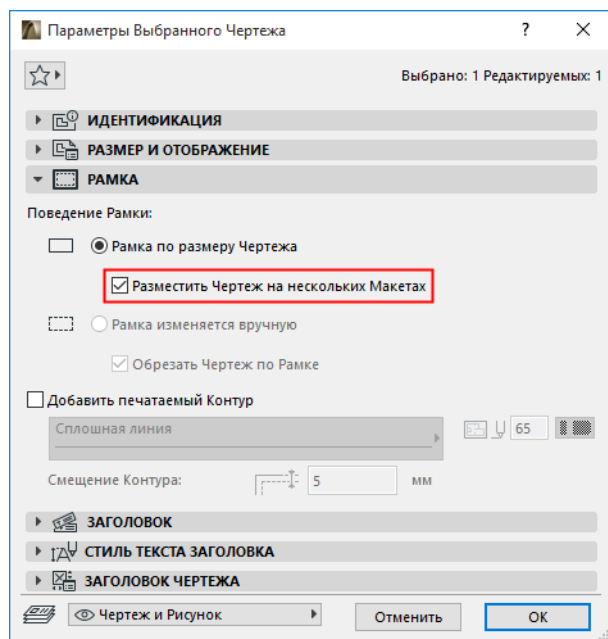 Параметры Выбранного Чертежа ?
Выбрано: 1 Редактируемых: 1
ИДЕНТИФИКАЦИЯ
РАЗМЕР И ОТОБРАЖЕНИЕ
РАМКА
Поведение Рамки:
Рамка по размеру Чертежа
Разместить Чертеж на нескольких Макетах
Рамка изменяется вручную
Обрезать Чертеж по Рамке
Добавить печатаемый Контур
Сплошная линия 65
Смещение Контура: 5 мм
ЗАГОЛОВОК
СТИЛЬ ТЕКСТА ЗАГОЛОВКА
ЗАГОЛОВОК ЧЕРТЕЖА
Чертеж и Рисунок Отменить ОК